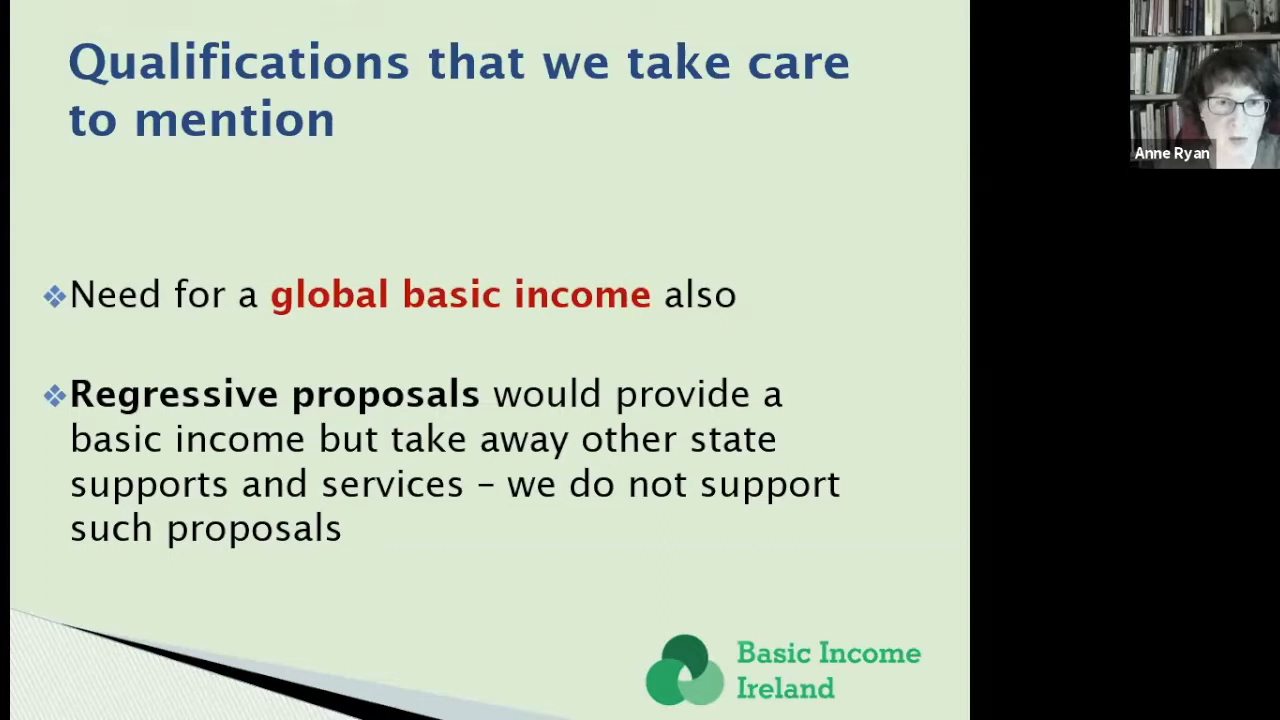 Qualifications that we take care
to mention
Anne Ryan
❖Need for a global basic income also
❖Regressive proposals would provide a
basic income but take away other state
supports and services – we do not support
such proposals
Basic Income
Ireland